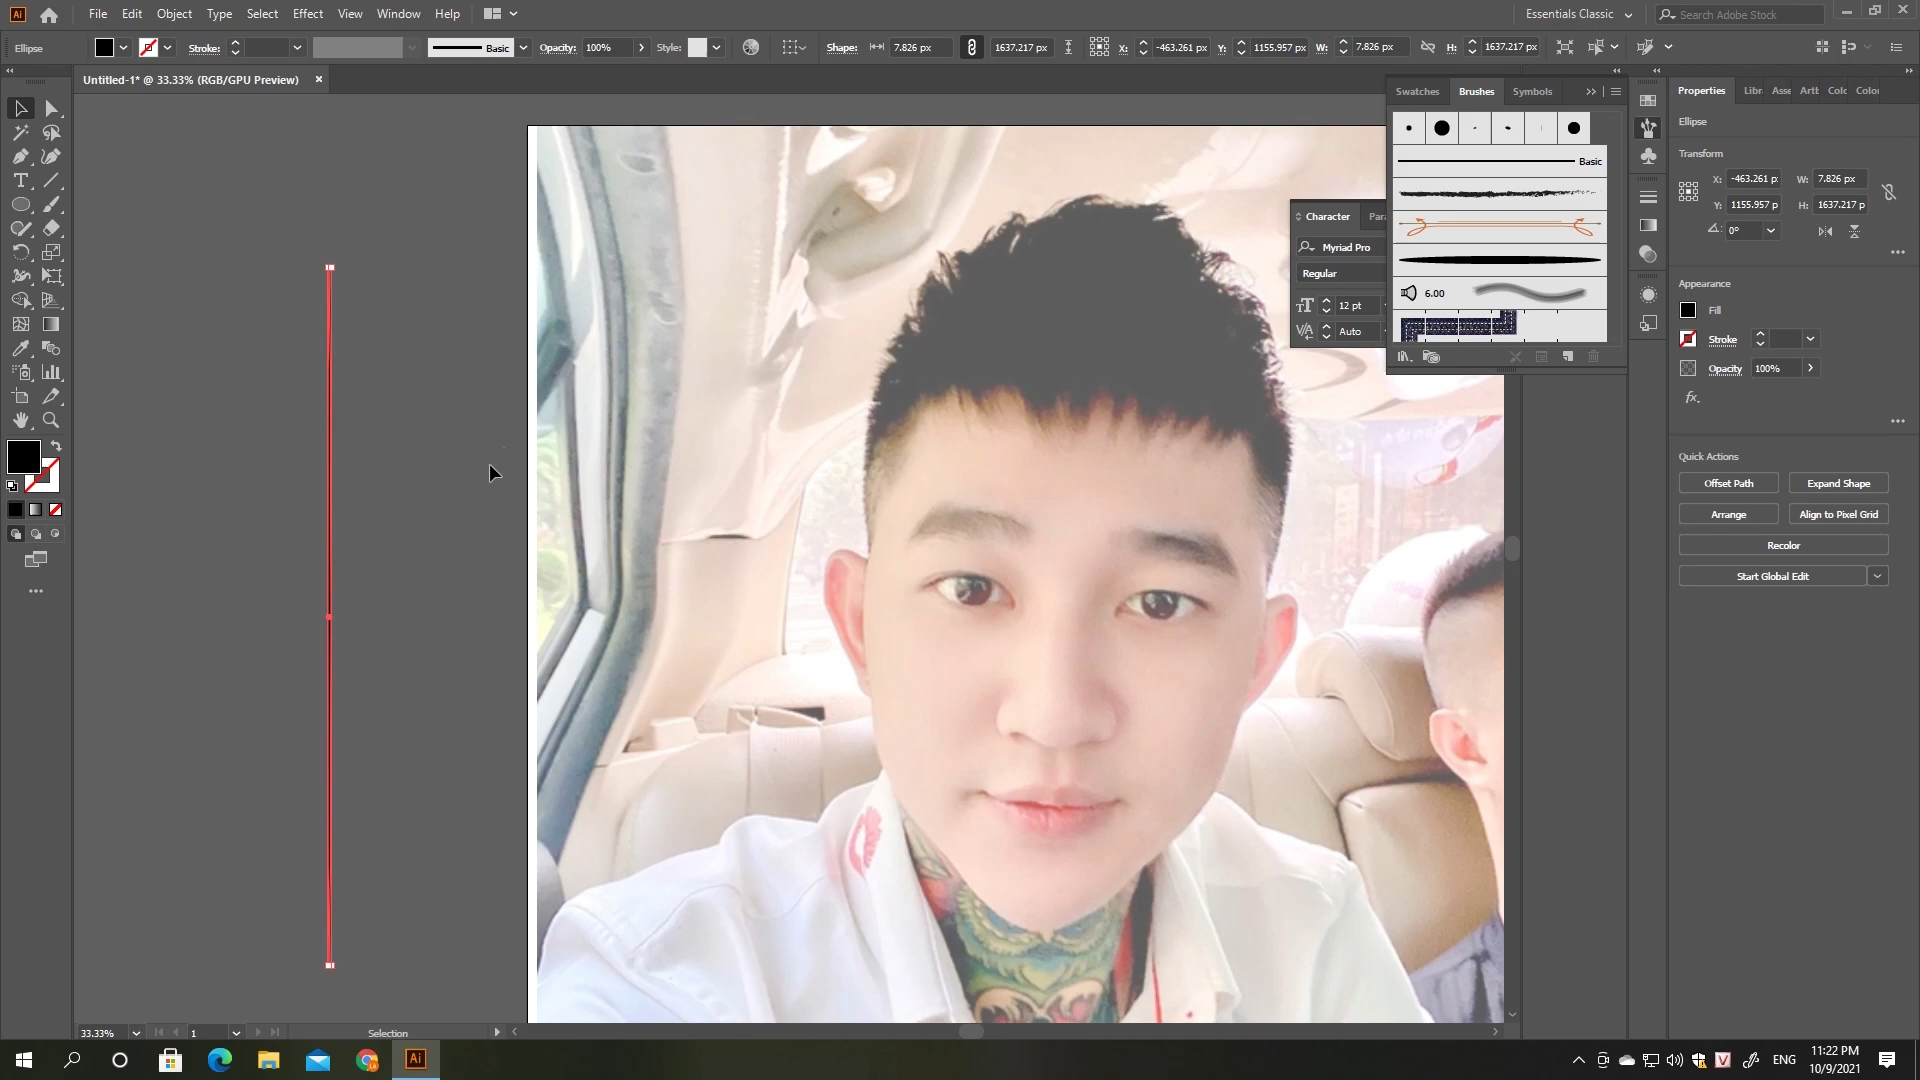 Ai File Edit Object Type Select Effect View Window Help Essentials Classic Search Adobe Stock
Ellipse Stroke: Basic Opacity: 100% Style: Shape: 7.826 px 1637.217 px X: -463.261 px Y: 1155.957 px W: 7.826 px H: 1637.217 px
Untitled-1* @ 33.33% (RGB/GPU Preview) ×
Swatches Brushes Symbols
Basic
6.00
Character Par
Myriad Pro
Regular
12 pt
Auto
Properties Libr Asse Artb Colo Color
Ellipse
Transform
X: -463.261 p W: 7.826 px
Y: 1155.957 p H: 1637.217 p
0°
Appearance
Fill
Stroke
Opacity 100%
fx.
Quick Actions
Offset Path Expand Shape
Arrange Align to Pixel Grid
Recolor
Start Global Edit
33.33% 1 Selection
Ai ENG 11:22 PM
10/9/2021